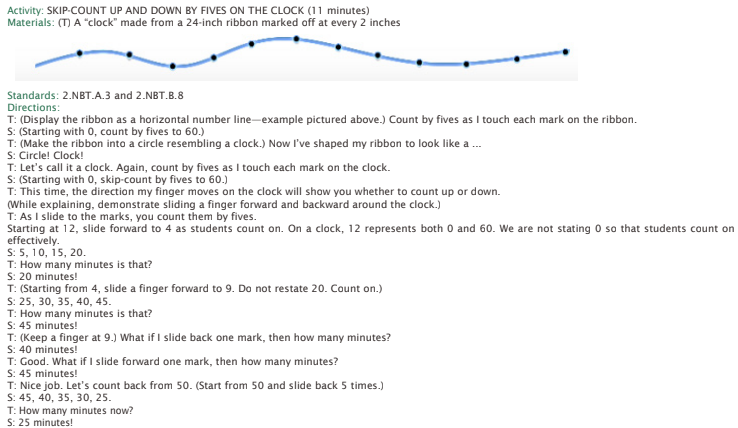 Activity: SKIP-COUNT UP AND DOWN BY FIVES ON THE CLOCK (11 minutes)
Materials: (T) A “clock” made from a 24-inch ribbon marked off at every 2 inches
Standards: 2.NBT.A.3 and 2.NBT.B.8
Directions:
T: (Display the ribbon as a horizontal number line—example pictured above.) Count by fives as I touch each mark on the ribbon.
S: (Starting with 0, count by fives to 60.)
T: (Make the ribbon into a circle resembling a clock.) Now I’ve shaped my ribbon to look like a …
S: Circle! Clock!
T: Let’s call it a clock. Again, count by fives as I touch each mark on the clock.
S: (Starting with 0, skip-count by fives to 60.)
T: This time, the direction my finger moves on the clock will show you whether to count up or down.
(While explaining, demonstrate sliding a finger forward and backward around the clock.)
T: As I slide to the marks, you count them by fives.
Starting at 12, slide forward to 4 as students count on. On a clock, 12 represents both 0 and 60. We are not stating 0 so that students count on
effectively.
S: 5, 10, 15, 20.
T: How many minutes is that?
S: 20 minutes!
T: (Starting from 4, slide a finger forward to 9. Do not restate 20. Count on.)
S: 25, 30, 35, 40, 45.
T: How many minutes is that?
S: 45 minutes!
T: (Keep a finger at 9.) What if I slide back one mark, then how many minutes?
S: 40 minutes!
T: Good. What if I slide forward one mark, then how many minutes?
S: 45 minutes!
T: Nice job. Let’s count back from 50. (Start from 50 and slide back 5 times.)
S: 45, 40, 35, 30, 25.
T: How many minutes now?
S: 25 minutes!